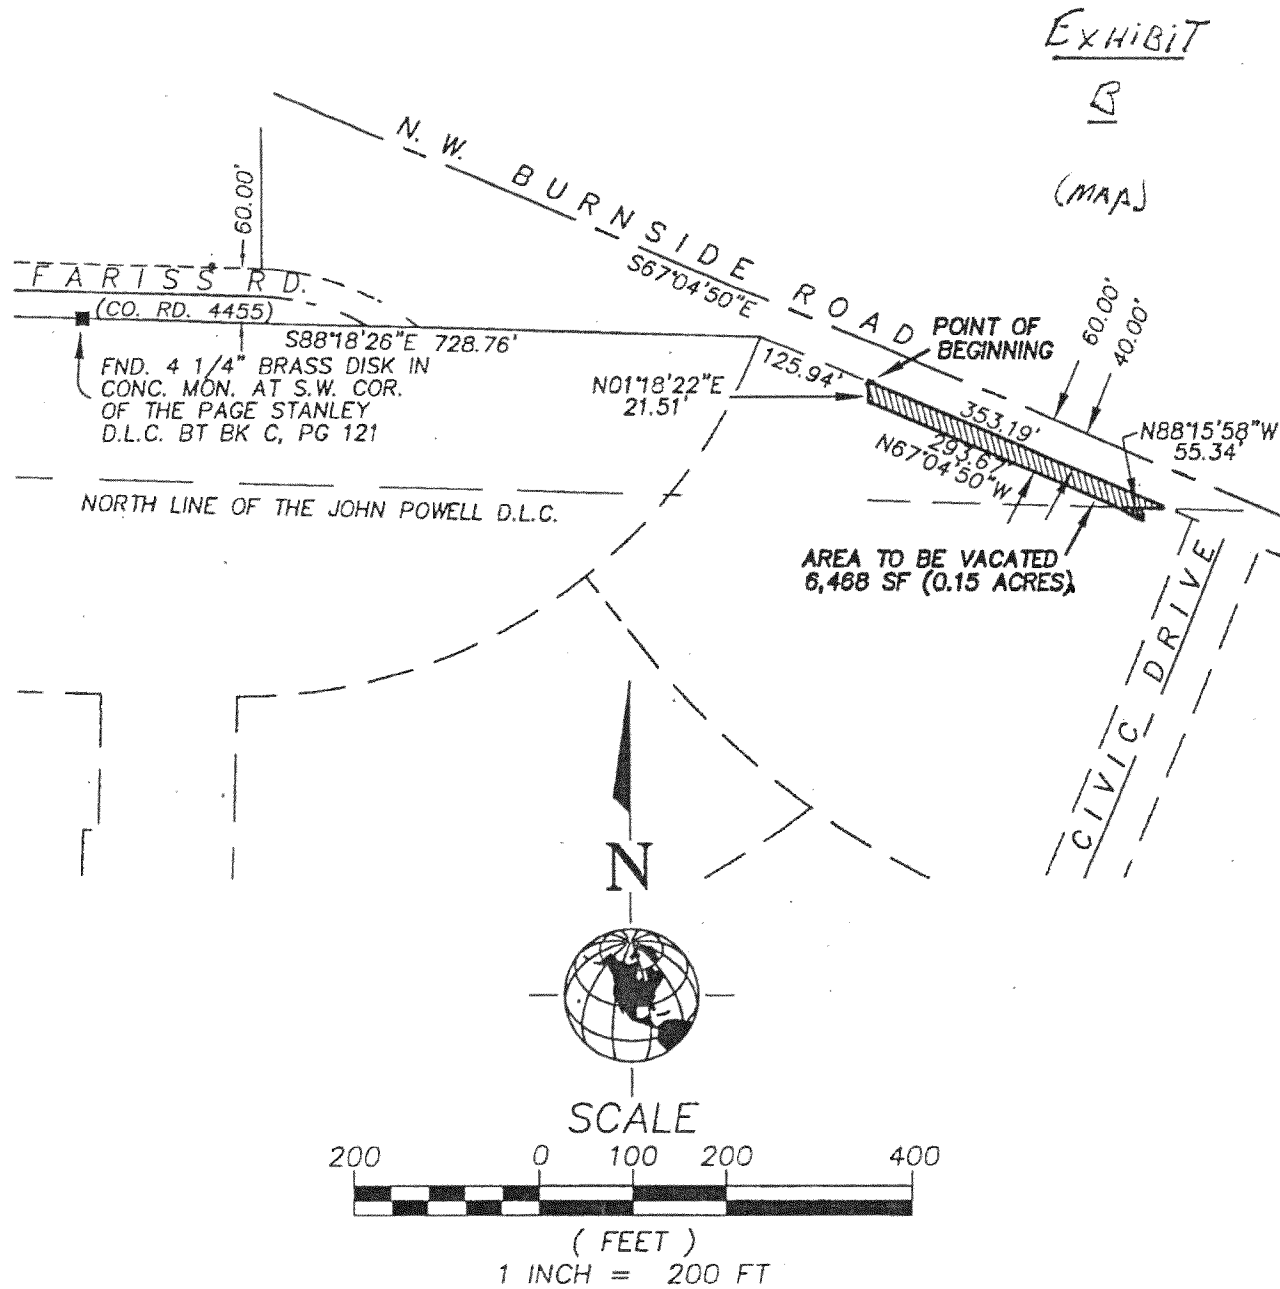 EXHIBIT
B
(MAP)
N. W. BURNSIDE ROAD
S67°04'50"E
60.00'
FARISS RD.
(CO. RD. 4455)
S88°18'26"E 728.76'
FND. 4 1/4" BRASS DISK IN
CONC. MON. AT S.W. COR.
OF THE PAGE STANLEY
D.L.C. BT BK C, PG 121
125.94'
POINT OF
BEGINNING
60.00'
40.00'
N01°18'22"E
21.51'
353.19'
293.67'
N67°04'50"W
N88°15'58"W
55.34'
NORTH LINE OF THE JOHN POWELL D.L.C.
AREA TO BE VACATED
6,468 SF (0.15 ACRES)
CIVIC DRIVE
N
SCALE
200 0 100 200 400
( FEET )
1 INCH = 200 FT